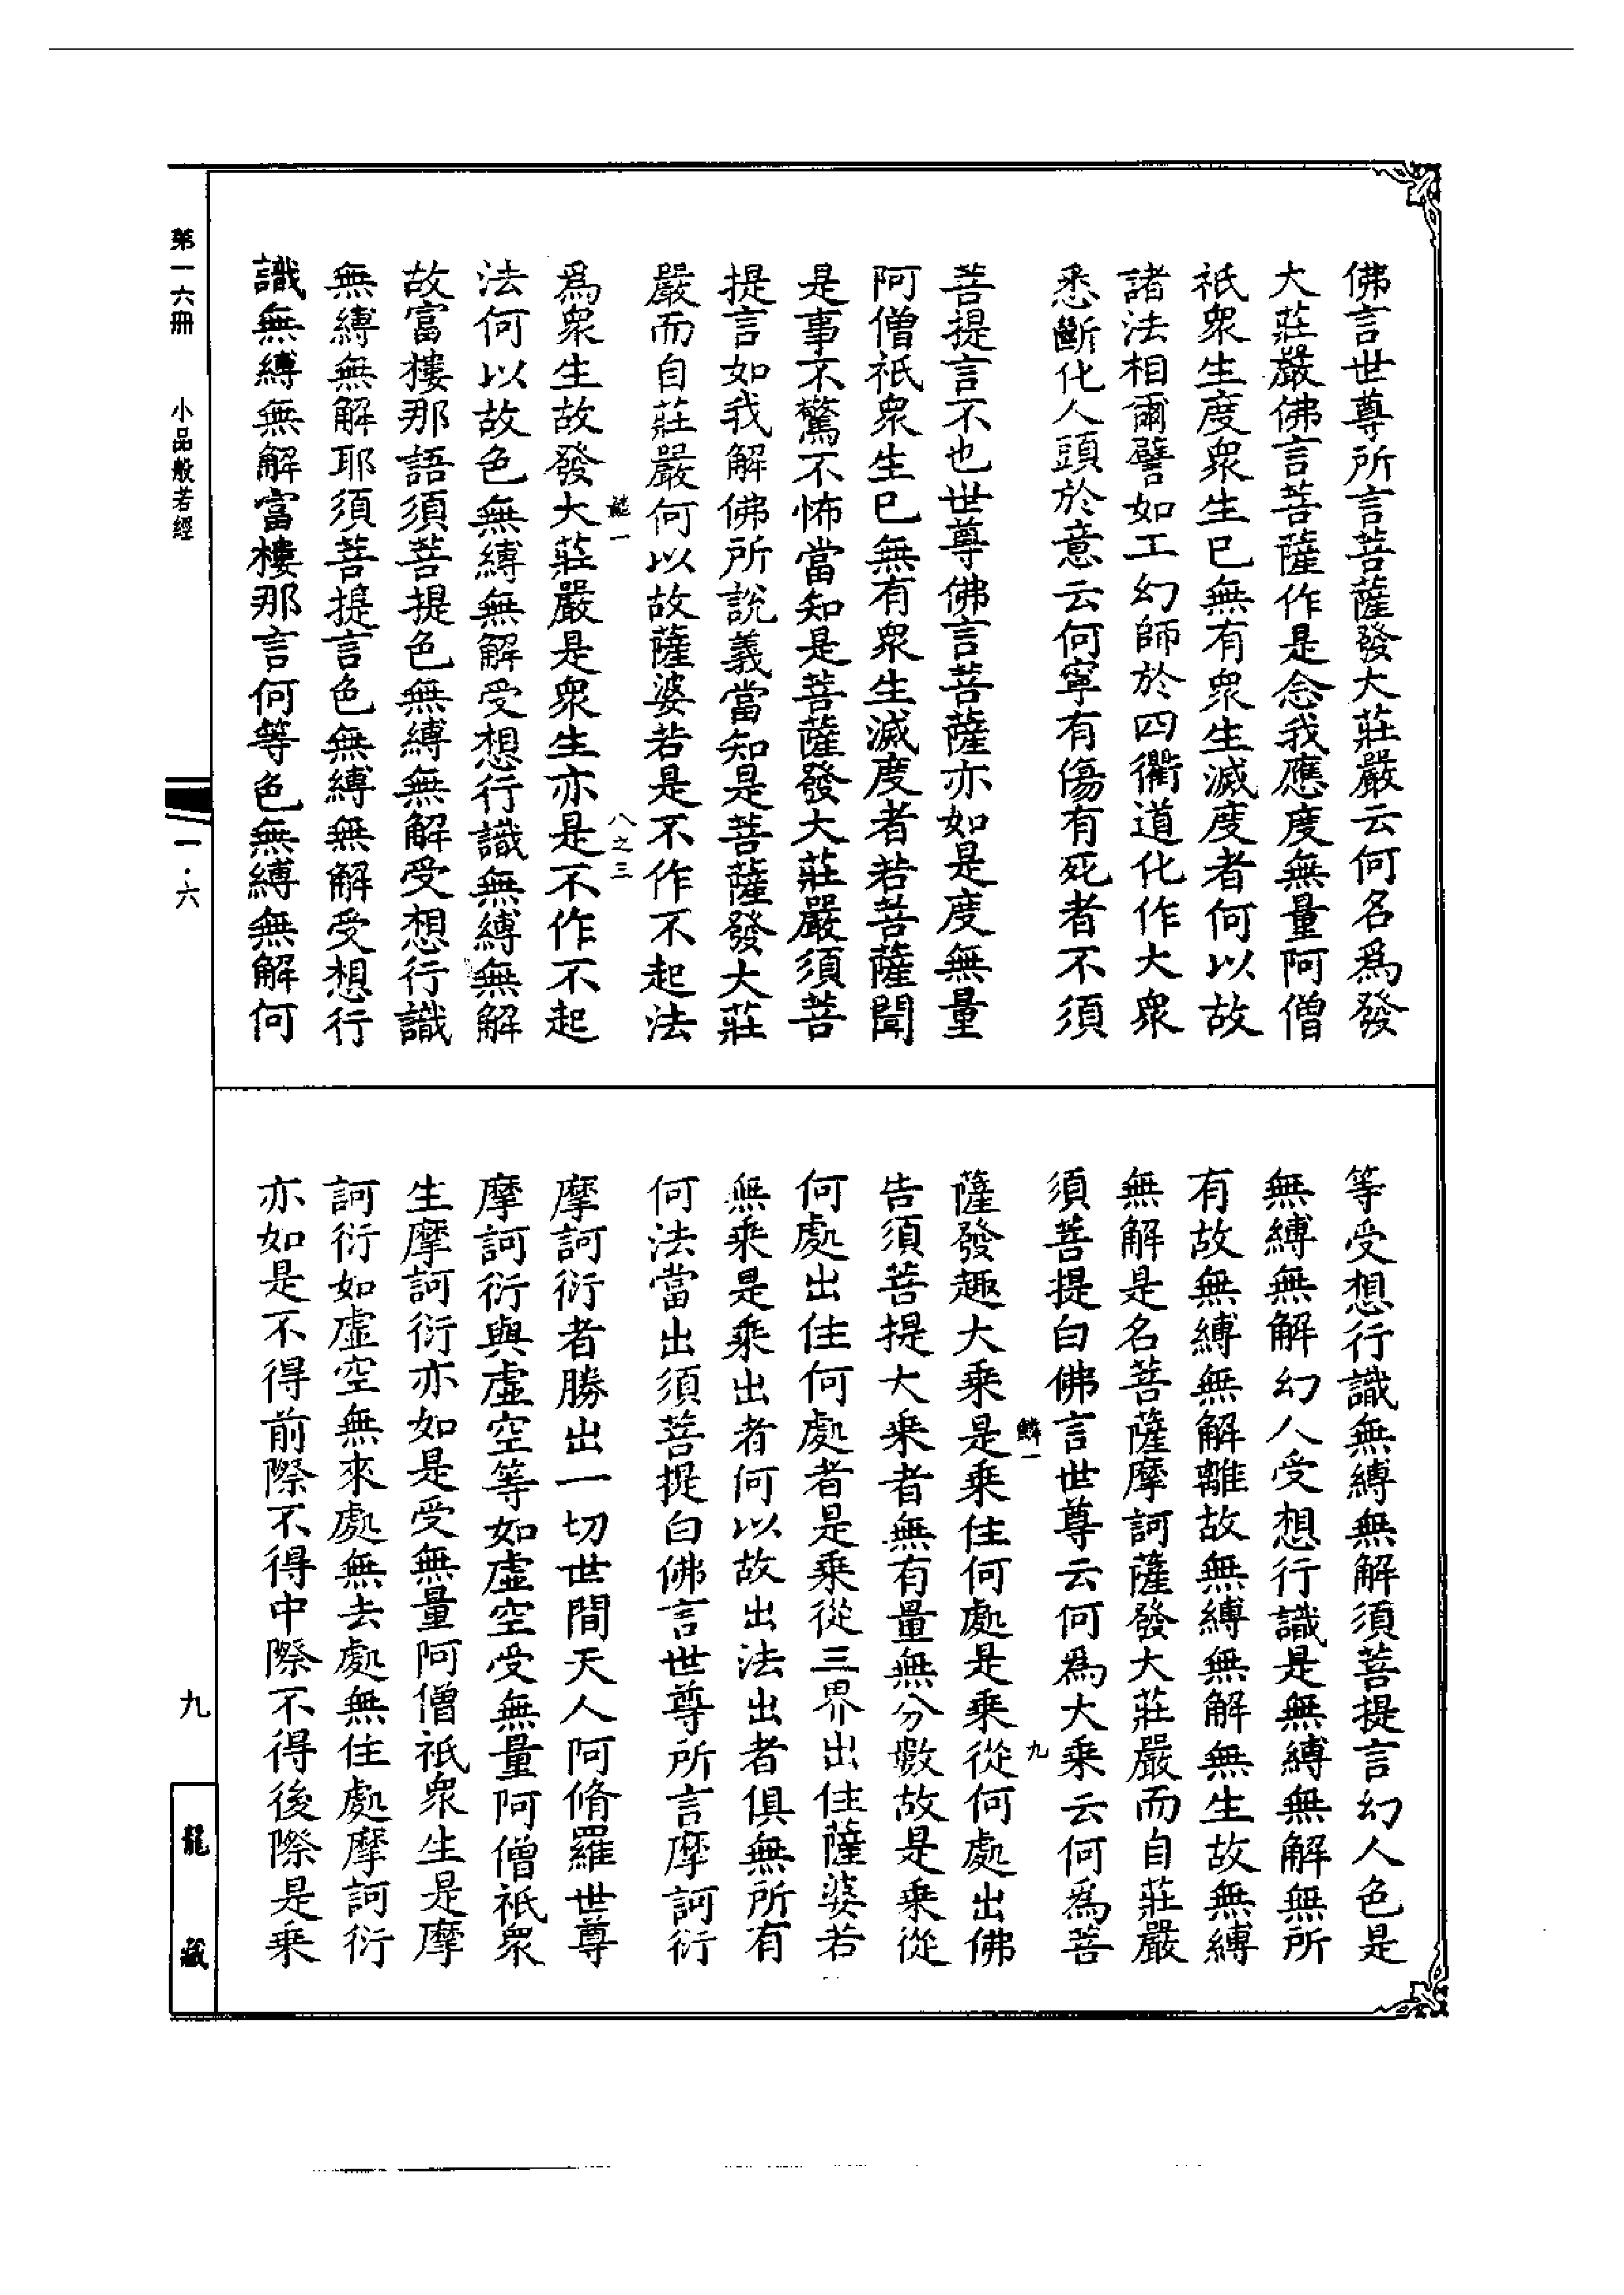 佛言世尊所言菩薩發大莊嚴云何名為發
大莊嚴佛言菩薩作是念我應度無量阿僧
祇眾生度眾生已無有眾生滅度者何以故
諸法相爾譬如工幻師於四衢道化作大眾
悉斷化人頭於意云何寧有傷有死者不須
菩提言不也世尊佛言菩薩亦如是度無量
阿僧祇眾生已無有眾生滅度者若菩薩聞
是事不驚不怖當知是菩薩發大莊嚴須菩
提言如我解佛所說義當知是菩薩發大莊
嚴而自莊嚴何以故薩婆若是不作不起法
八之三
為眾生故發大莊嚴是眾生亦是不作不起
法何以故色無縛無解受想行識無縛無解
故富樓那語須菩提色無縛無解受想行識
無縛無解耶須菩提言色無縛無解受想行
識無縛無解富樓那言何等色無縛無解何
等受想行識無縛無解須菩提言幻人色是
無縛無解幻人受想行識是無縛無解無所
有故無縛無解離故無縛無解無生故無縛
無解是名菩薩摩訶薩發大莊嚴而自莊嚴
須菩提白佛言世尊云何為大乘云何為菩
麟一 九
薩發趣大乘是乘住何處是乘從何處出佛
告須菩提大乘者無有量無分數故是乘從
何處出住何處者是乘從三界出住薩婆若
無乘是乘出者何以故出法出者俱無所有
何法當出須菩提白佛言世尊所言摩訶衍
摩訶衍者勝出一切世間天人阿脩羅世尊
摩訶衍與虛空等如虛空受無量阿僧祇眾
生摩訶衍亦如是受無量阿僧祇眾生是摩
訶衍如虛空無來處無去處無住處摩訶衍
亦如是不得前際不得中際不得後際是乘
第一六冊 小品般若經
一·六
九
龍藏